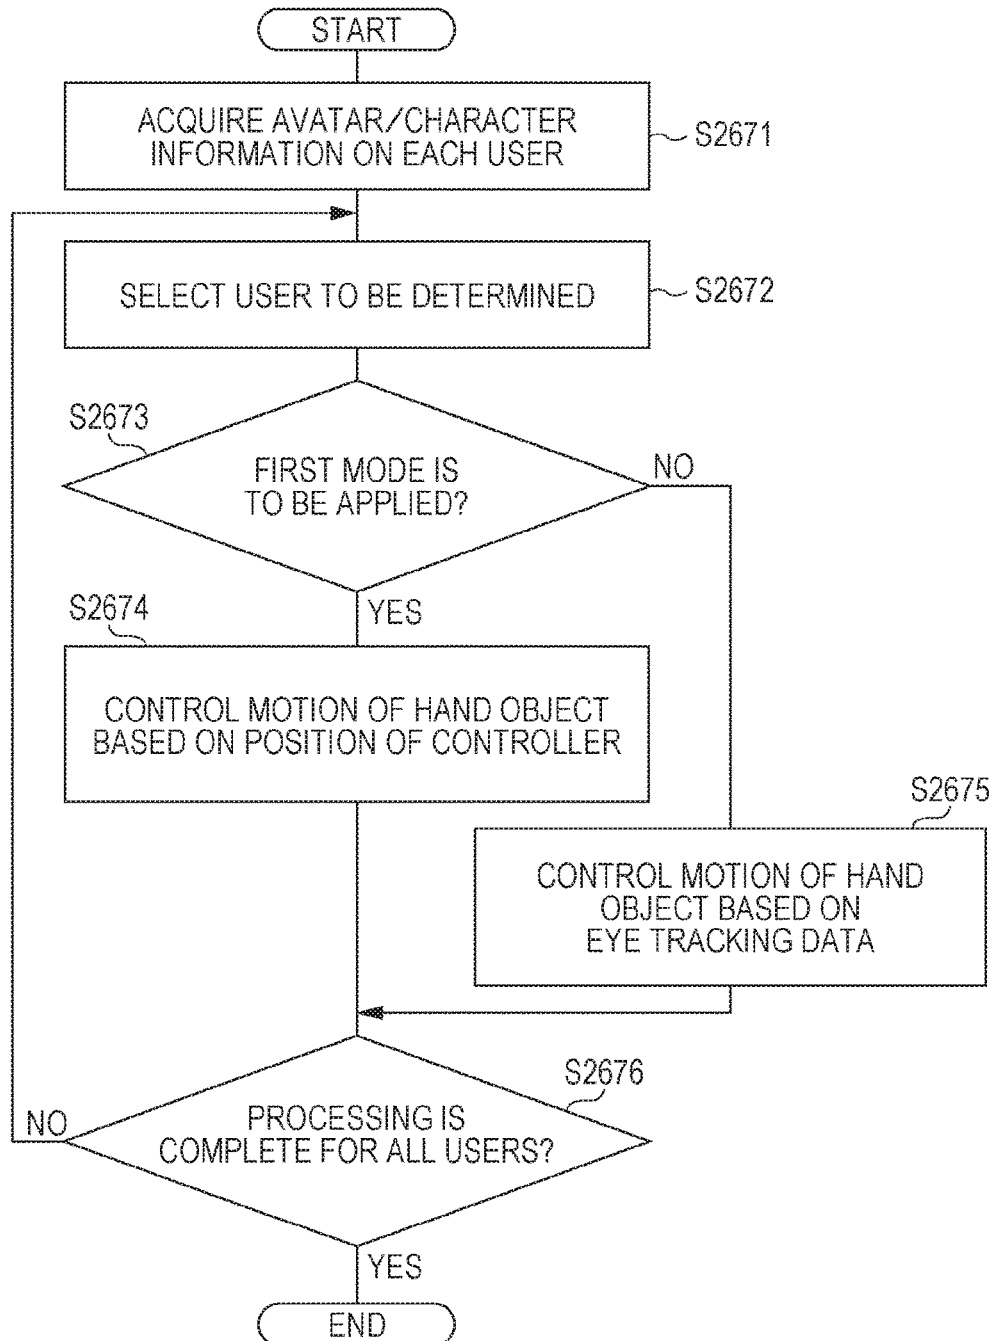 START
ACQUIRE AVATAR/CHARACTER
INFORMATION ON EACH USER
S2671
SELECT USER TO BE DETERMINED
S2672
S2673
FIRST MODE IS
TO BE APPLIED?
NO
YES
S2674
CONTROL MOTION OF HAND OBJECT
BASED ON POSITION OF CONTROLLER
S2675
CONTROL MOTION OF HAND
OBJECT BASED ON
EYE TRACKING DATA
S2676
PROCESSING IS
COMPLETE FOR ALL USERS?
NO
YES
END